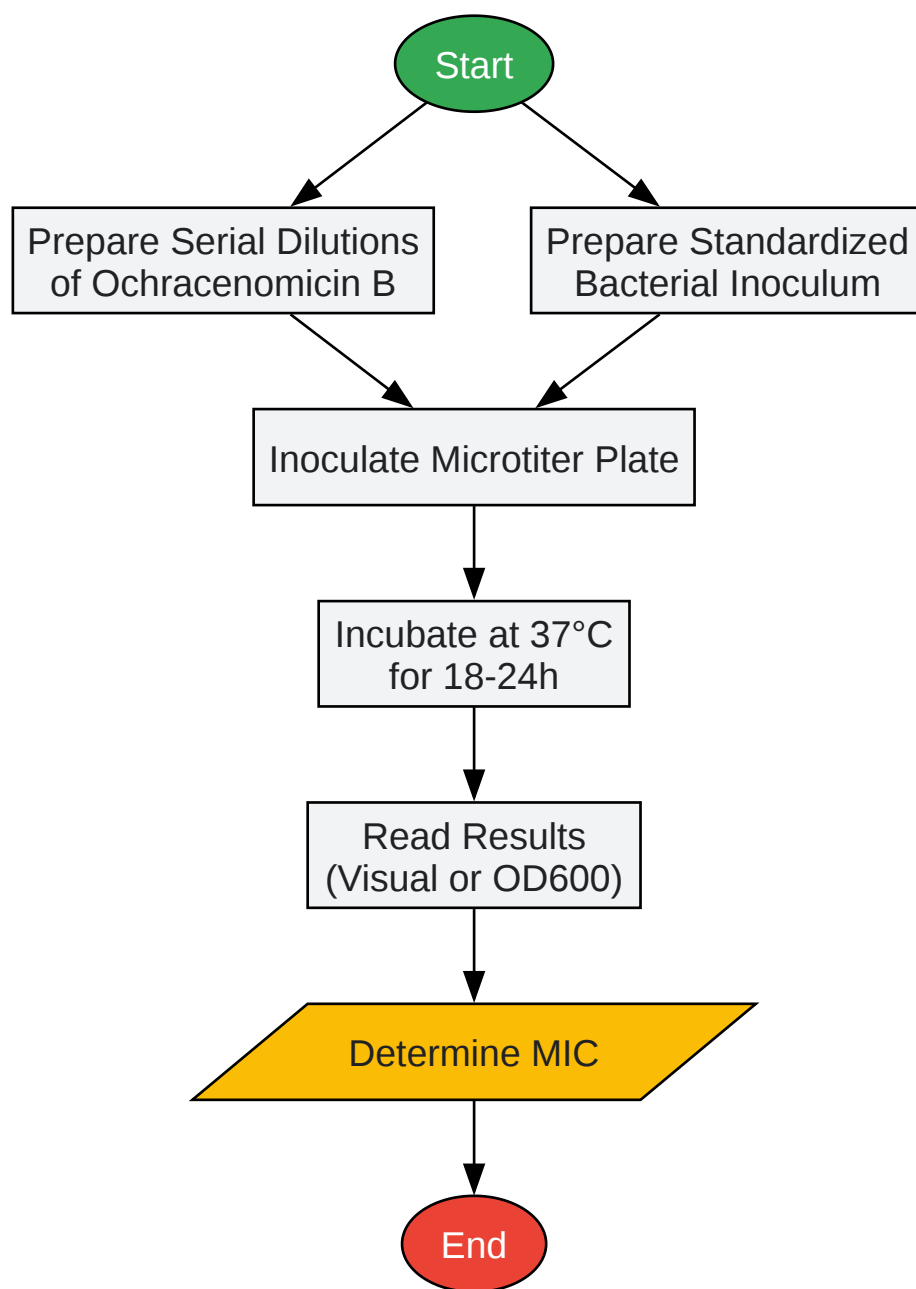 Start
Prepare Serial Dilutions
of Ochracenomicin B
Prepare Standardized
Bacterial Inoculum
Inoculate Microtiter Plate
Incubate at 37°C
for 18-24h
Read Results
(Visual or OD600)
Determine MIC
End